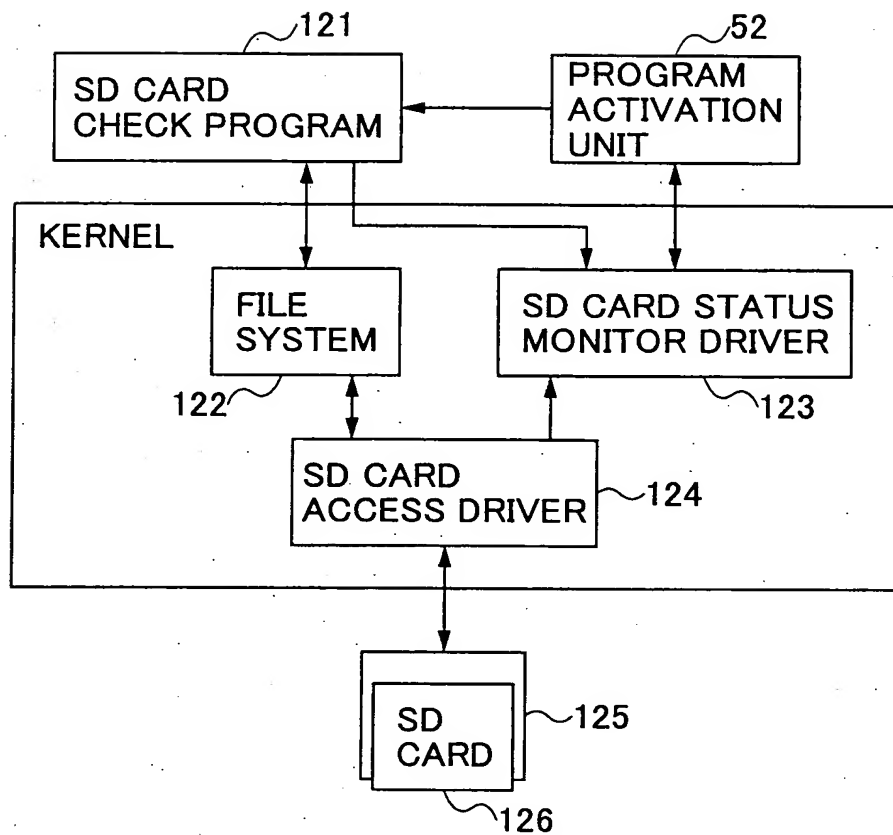 121
52
SD CARD
CHECK PROGRAM
PROGRAM
ACTIVATION
UNIT
KERNEL
FILE
SYSTEM
SD CARD STATUS
MONITOR DRIVER
122
123
SD CARD
ACCESS DRIVER
124
SD
CARD
125
126